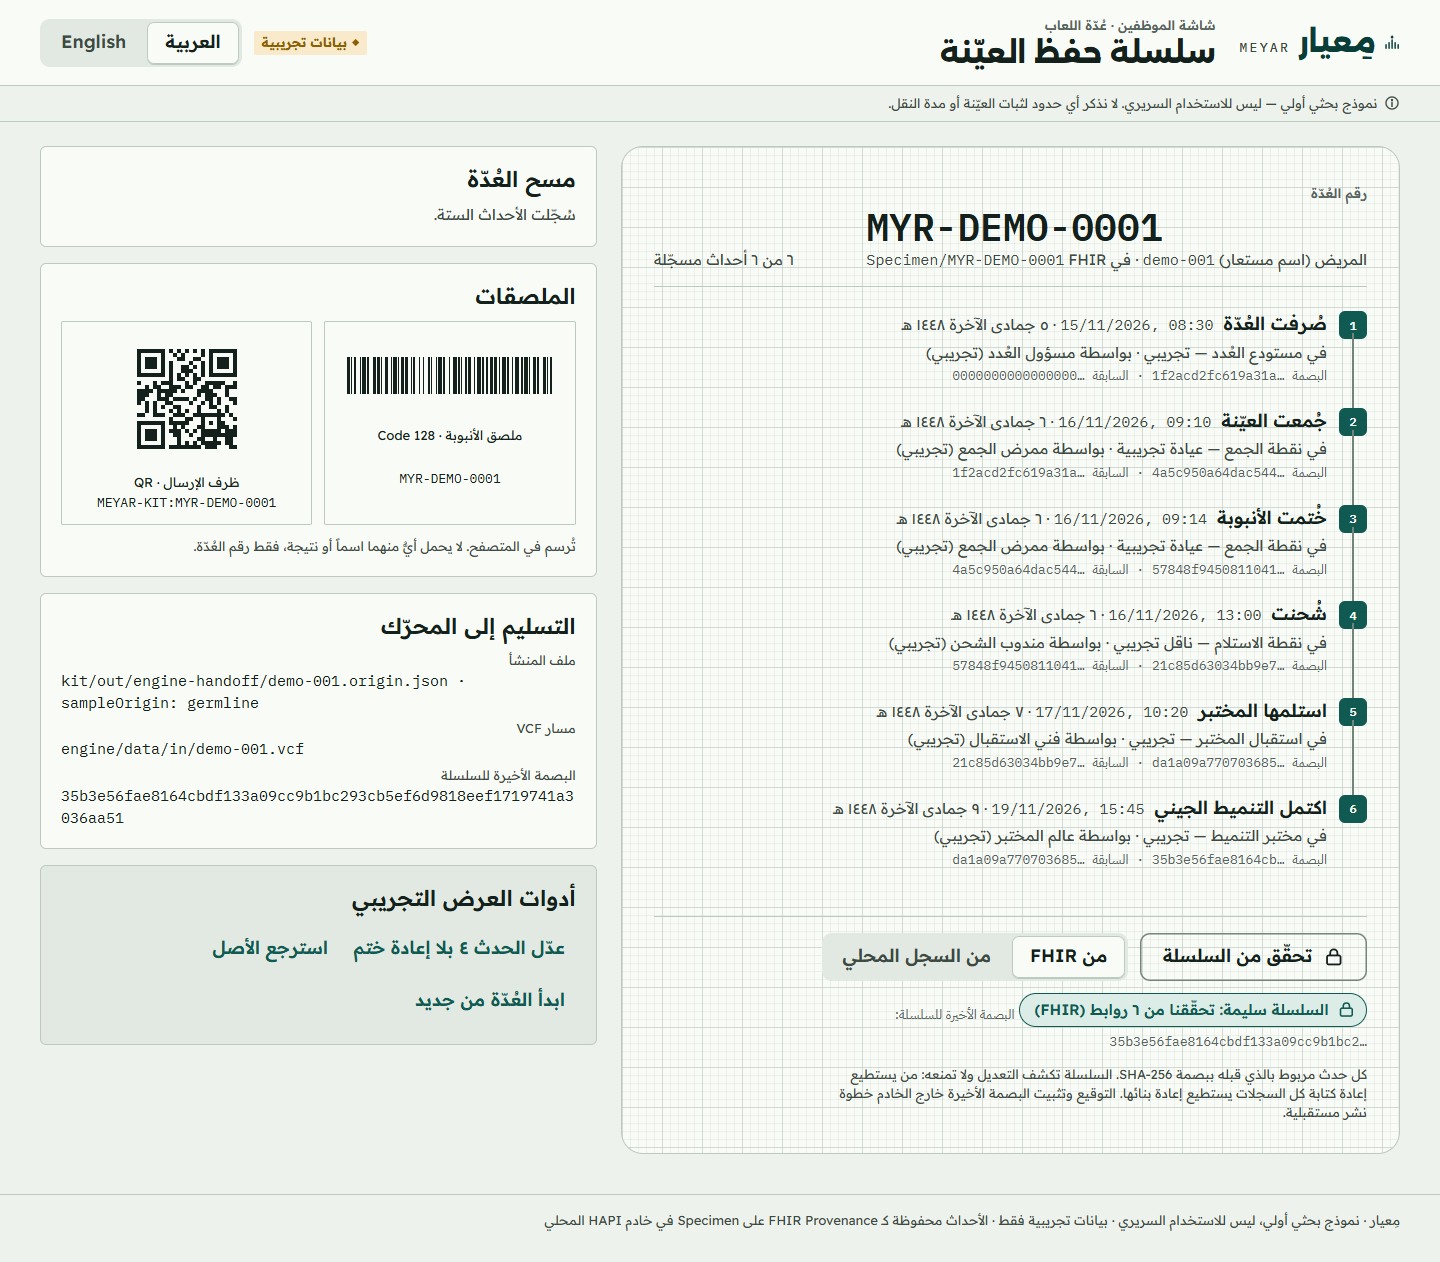 مِعيار MEYAR
شاشة الموظفين · عُدّة اللعاب
سلسلة حفظ العيّنة
بيانات تجريبية
العربية
English
نموذج بحثي أولي — ليس للاستخدام السريري. لا نذكر أي حدود لثبات العيّنة أو مدة النقل.
رقم العُدّة
MYR-DEMO-0001
المريض (اسم مستعار) demo-001 · في FHIR Specimen/MYR-DEMO-0001
٦ من ٦ أحداث مسجّلة
1
صُرفت العُدّة 15/11/2026, 08:30 · ٥ جمادى الآخرة ١٤٤٨ هـ
في مستودع العُدد — تجريبي · بواسطة مسؤول العُدد (تجريبي)
البصمة 1f2acd2fc619a31a… · السابقة 0000000000000000…
2
جُمعت العيّنة 16/11/2026, 09:10 · ٦ جمادى الآخرة ١٤٤٨ هـ
في نقطة الجمع — عيادة تجريبية · بواسطة ممرض الجمع (تجريبي)
البصمة 4a5c950a64dac544… · السابقة 1f2acd2fc619a31a…
3
خُتمت الأنبوبة 16/11/2026, 09:14 · ٦ جمادى الآخرة ١٤٤٨ هـ
في نقطة الجمع — عيادة تجريبية · بواسطة ممرض الجمع (تجريبي)
البصمة 57848f9450811041… · السابقة 4a5c950a64dac544…
4
شُحنت 16/11/2026, 13:00 · ٦ جمادى الآخرة ١٤٤٨ هـ
في نقطة الاستلام — ناقل تجريبي · بواسطة مندوب الشحن (تجريبي)
البصمة 21c85d63034bb9e7… · السابقة 57848f9450811041…
5
استلمها المختبر 17/11/2026, 10:20 · ٧ جمادى الآخرة ١٤٤٨ هـ
في استقبال المختبر — تجريبي · بواسطة فني الاستقبال (تجريبي)
البصمة da1a09a770703685… · السابقة 21c85d63034bb9e7…
6
اكتمل التنميط الجيني 19/11/2026, 15:45 · ٩ جمادى الآخرة ١٤٤٨ هـ
في مختبر التنميط — تجريبي · بواسطة عالم المختبر (تجريبي)
البصمة 35b3e56fae8164cb… · السابقة da1a09a770703685…
تحقّق من السلسلة
من FHIR
من السجل المحلي
السلسلة سليمة: تحقّقنا من ٦ روابط (FHIR)
البصمة الأخيرة للسلسلة:
35b3e56fae8164cbdf133a09cc9b1bc2…
كل حدث مربوط بالذي قبله ببصمة SHA-256. السلسلة تكشف التعديل ولا تمنعه: من يستطيع
إعادة كتابة كل السجلات يستطيع إعادة بنائها. التوقيع وتثبيت البصمة الأخيرة خارج الخادم خطوة
نشر مستقبلية.
مسح العُدّة
سُجّلت الأحداث الستة.
الملصقات
ملصق الأنبوبة · Code 128
MYR-DEMO-0001
ظرف الإرسال · QR
MEYAR-KIT:MYR-DEMO-0001
تُرسم في المتصفح. لا يحمل أيٌّ منهما اسماً أو نتيجة، فقط رقم العُدّة.
التسليم إلى المحرّك
ملف المنشأ
kit/out/engine-handoff/demo-001.origin.json ·
sampleOrigin: germline
مسار VCF
engine/data/in/demo-001.vcf
البصمة الأخيرة للسلسلة
35b3e56fae8164cbdf133a09cc9b1bc293cb5ef6d9818eef1719741a3
036aa51
أدوات العرض التجريبي
عدّل الحدث ٤ بلا إعادة ختم
استرجع الأصل
ابدأ العُدّة من جديد
مِعيار · نموذج بحثي أولي، ليس للاستخدام السريري · بيانات تجريبية فقط · الأحداث محفوظة كـ FHIR Provenance على Specimen في خادم HAPI المحلي